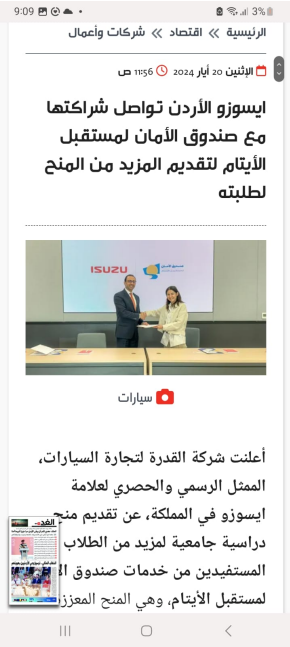 9:09
3%
الرئيسية » اقتصاد » شركات وأعمال
الإثنين 20 أيار 2024 11:56 ص
ايسوزو الأردن تواصل شراكتها
مع صندوق الأمان لمستقبل
الأيتام لتقديم المزيد من المنح
لطلبته
ISUZU
سيارات
أعلنت شركة القدرة لتجارة السيارات،
الممثل الرسمي والحصري لعلامة
ايسوزو في المملكة، عن تقديم منح
دراسية جامعية لمزيد من الطلاب
المستفيدين من خدمات صندوق
لمستقبل الأيتام، وهي المنح المعززة
الغد